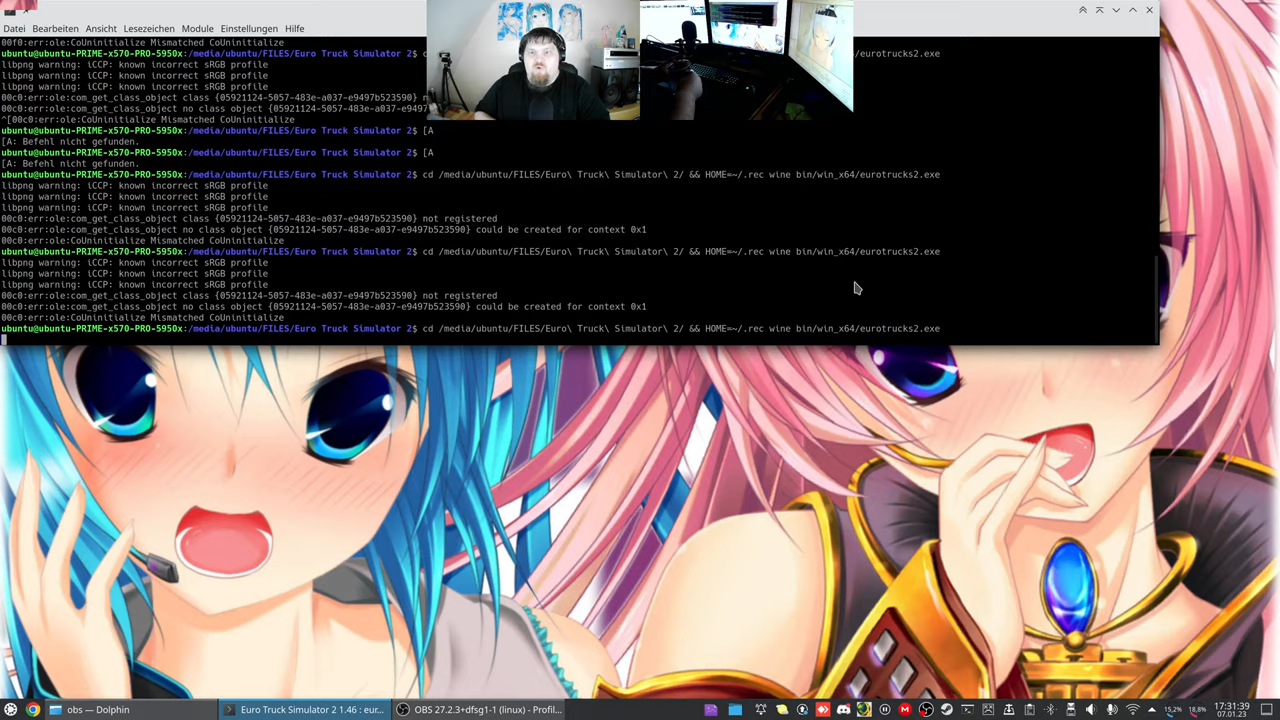 Datei Bearbeiten Ansicht Lesezeichen Module Einstellungen Hilfe
00f0:err:ole:CoUninitialize Mismatched CoUninitialize
ubuntu@ubuntu-PRIME-x570-PRO-5950x:/media/ubuntu/FILES/Euro Truck Simulator 2$ c /eurotrucks2.exe
libpng warning: iCCP: known incorrect sRGB profile
libpng warning: iCCP: known incorrect sRGB profile
libpng warning: iCCP: known incorrect sRGB profile
00c0:err:ole:com_get_class_object class {05921124-5057-483e-a037-e9497b523590} n
00c0:err:ole:com_get_class_object no class object {05921124-5057-483e-a037-e9497
^[00c0:err:ole:CoUninitialize Mismatched CoUninitialize
ubuntu@ubuntu-PRIME-x570-PRO-5950x:/media/ubuntu/FILES/Euro Truck Simulator 2$ [A
[A: Befehl nicht gefunden.
ubuntu@ubuntu-PRIME-x570-PRO-5950x:/media/ubuntu/FILES/Euro Truck Simulator 2$ [A
[A: Befehl nicht gefunden.
ubuntu@ubuntu-PRIME-x570-PRO-5950x:/media/ubuntu/FILES/Euro Truck Simulator 2$ cd /media/ubuntu/FILES/Euro\ Truck\ Simulator\ 2/ && HOME=~/.rec wine bin/win_x64/eurotrucks2.exe
libpng warning: iCCP: known incorrect sRGB profile
libpng warning: iCCP: known incorrect sRGB profile
libpng warning: iCCP: known incorrect sRGB profile
00c0:err:ole:com_get_class_object class {05921124-5057-483e-a037-e9497b523590} not registered
00c0:err:ole:com_get_class_object no class object {05921124-5057-483e-a037-e9497b523590} could be created for context 0x1
00c0:err:ole:CoUninitialize Mismatched CoUninitialize
ubuntu@ubuntu-PRIME-x570-PRO-5950x:/media/ubuntu/FILES/Euro Truck Simulator 2$ cd /media/ubuntu/FILES/Euro\ Truck\ Simulator\ 2/ && HOME=~/.rec wine bin/win_x64/eurotrucks2.exe
libpng warning: iCCP: known incorrect sRGB profile
libpng warning: iCCP: known incorrect sRGB profile
libpng warning: iCCP: known incorrect sRGB profile
00c0:err:ole:com_get_class_object class {05921124-5057-483e-a037-e9497b523590} not registered
00c0:err:ole:com_get_class_object no class object {05921124-5057-483e-a037-e9497b523590} could be created for context 0x1
00c0:err:ole:CoUninitialize Mismatched CoUninitialize
ubuntu@ubuntu-PRIME-x570-PRO-5950x:/media/ubuntu/FILES/Euro Truck Simulator 2$ cd /media/ubuntu/FILES/Euro\ Truck\ Simulator\ 2/ && HOME=~/.rec wine bin/win_x64/eurotrucks2.exe
obs — Dolphin
Euro Truck Simulator 2 1.46 : eur...
OBS 27.2.3+dfsg1-1 (linux) - Profil...
15,2% 18,8%
17:31:39
07.01.23